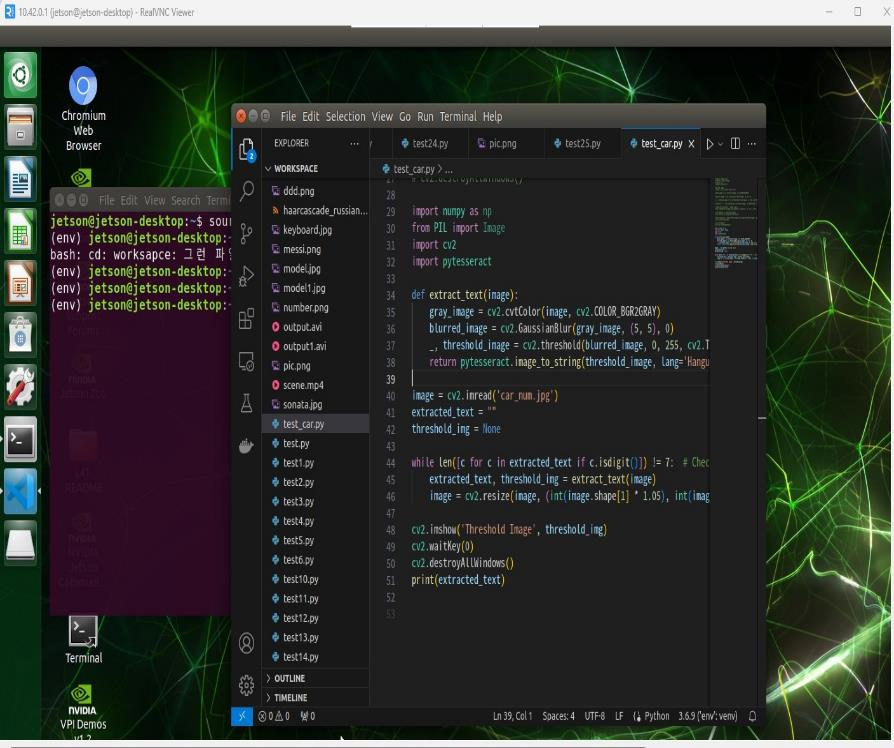 10.42.0.1 (jetson@jetson-desktop) - RealVNC Viewer
Chromium
Web
Browser
File Edit View Search Termi
jetson@jetson-desktop:~$ sour
(env) jetson@jetson-desktop:~
bash: cd: worksapce: 그런 파일
(env) jetson@jetson-desktop:~
(env) jetson@jetson-desktop:~
(env) jetson@jetson-desktop:~
Terminal
NVIDIA
VPI Demos
v1.2
File Edit Selection View Go Run Terminal Help
EXPLORER
test24.py
pic.png
test25.py
test_car.py X
WORKSPACE
test_car.py > ...
ddd.png
haarcascade_russian...
keyboard.jpg
messi.png
model.jpg
model1.jpg
number.png
output.avi
output1.avi
pic.png
scene.mp4
sonata.jpg
test_car.py
test.py
test1.py
test2.py
test3.py
test4.py
test5.py
test6.py
test10.py
test11.py
test12.py
test13.py
test14.py
OUTLINE
TIMELINE
27 # cv2.destroyAllWindows()
28
29 import numpy as np
30 from PIL import Image
31 import cv2
32 import pytesseract
33
34 def extract_text(image):
35 gray_image = cv2.cvtColor(image, cv2.COLOR_BGR2GRAY)
36 blurred_image = cv2.GaussianBlur(gray_image, (5, 5), 0)
37 _, threshold_image = cv2.threshold(blurred_image, 0, 255, cv2.T
38 return pytesseract.image_to_string(threshold_image, lang='Hangu
39
40 image = cv2.imread('car_num.jpg')
41 extracted_text = ""
42 threshold_img = None
43
44 while len([c for c in extracted_text if c.isdigit()]) != 7: # Chec
45 extracted_text, threshold_img = extract_text(image)
46 image = cv2.resize(image, (int(image.shape[1] * 1.05), int(imag
47
48 cv2.imshow('Threshold Image', threshold_img)
49 cv2.waitKey(0)
50 cv2.destroyAllWindows()
51 print(extracted_text)
52
53
0 0 0 Ln 39, Col 1 Spaces: 4 UTF-8 LF Python 3.6.9 ('env': venv)